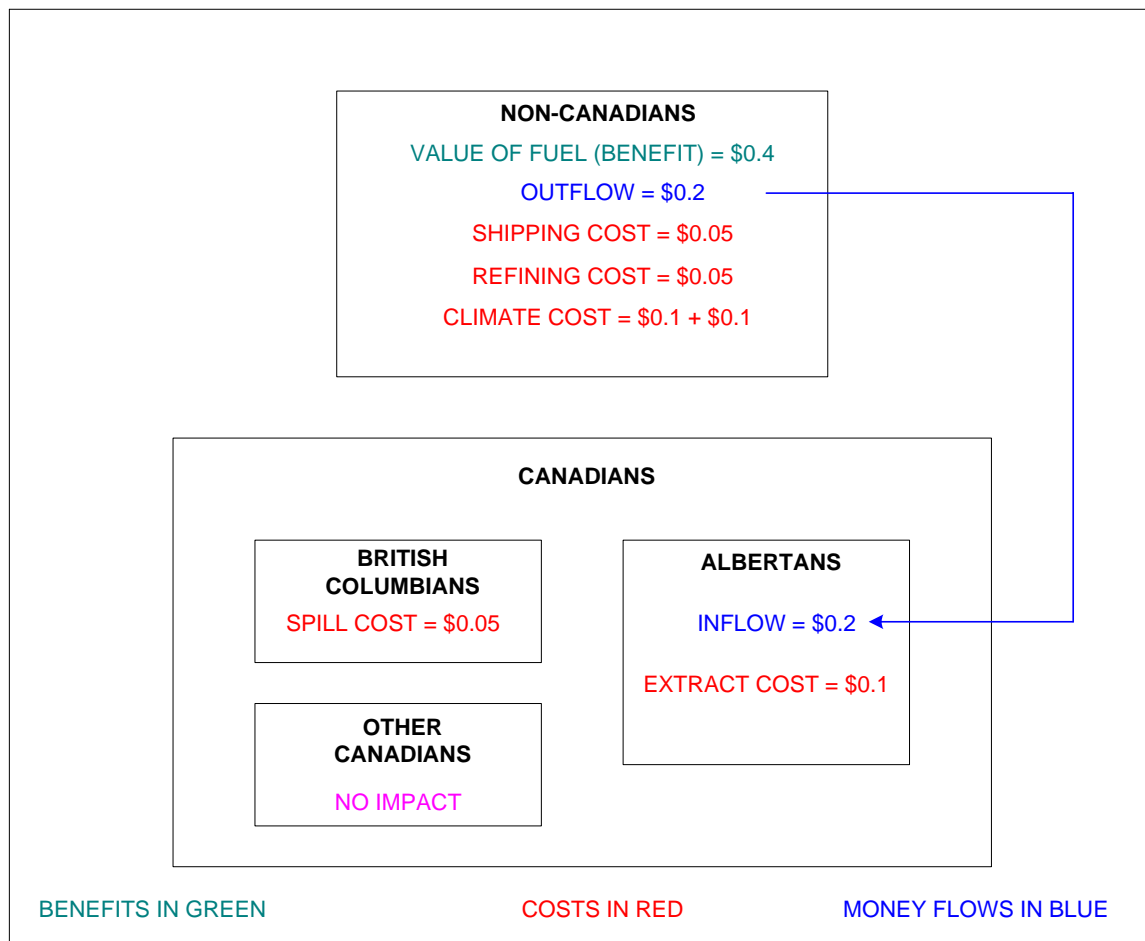 NON-CANADIANS
VALUE OF FUEL (BENEFIT) = $0.4
OUTFLOW = $0.2
SHIPPING COST = $0.05
REFINING COST = $0.05
CLIMATE COST = $0.1 + $0.1
CANADIANS
BRITISH
COLUMBIANS
SPILL COST = $0.05
ALBERTANS
INFLOW = $0.2
EXTRACT COST = $0.1
OTHER
CANADIANS
NO IMPACT
BENEFITS IN GREEN
COSTS IN RED
MONEY FLOWS IN BLUE